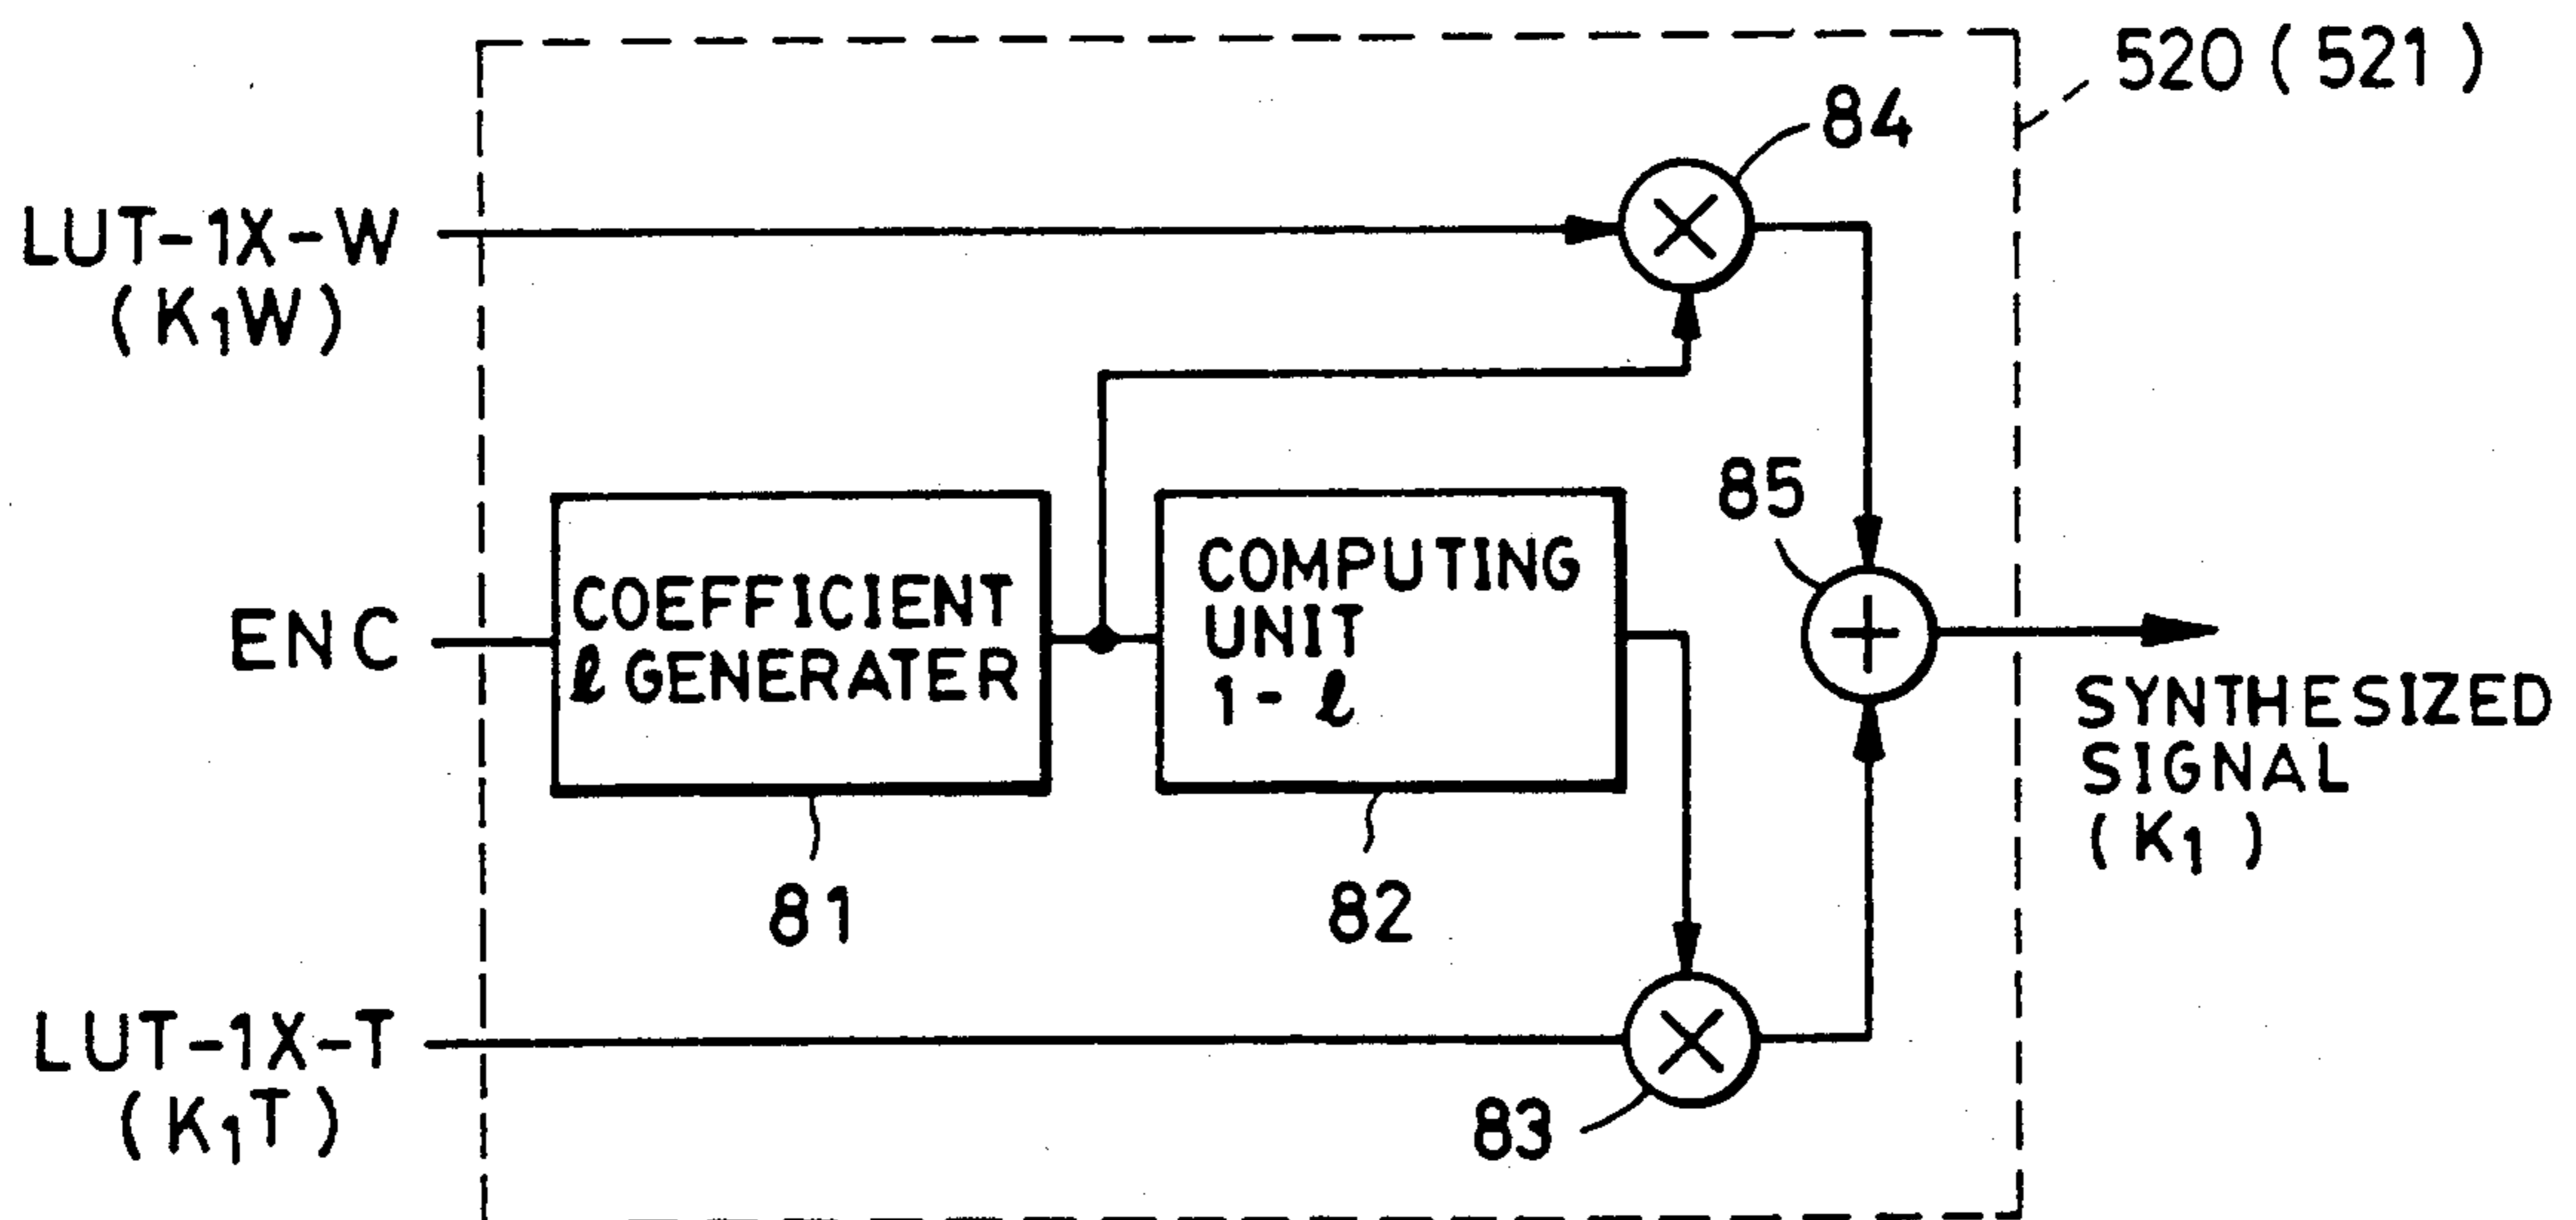 520 (521)
84
LUT-1X-W
(K₁W)
85
COEFFICIENT
ℓ GENERATER
COMPUTING
UNIT
1-ℓ
ENC
SYNTHESIZED
SIGNAL
(K₁)
81
82
LUT-1X-T
(K₁T)
83